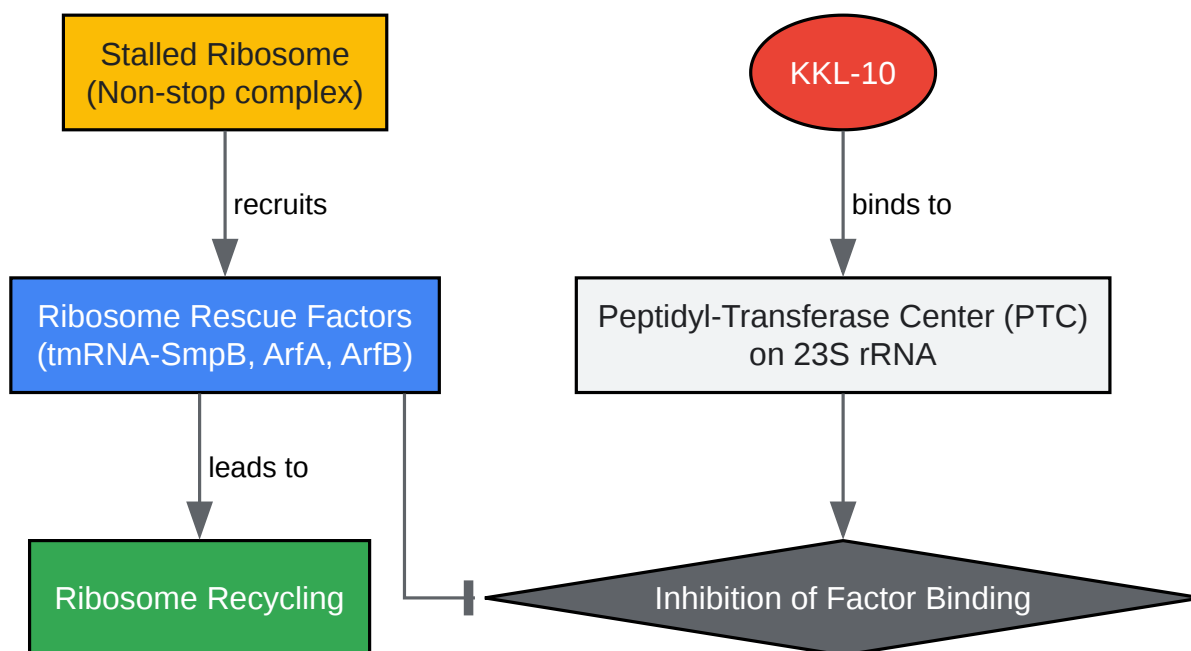 Stalled Ribosome
(Non-stop complex)
KKL-10
recruits
binds to
Ribosome Rescue Factors
(tmRNA-SmpB, ArfA, ArfB)
Peptidyl-Transferase Center (PTC)
on 23S rRNA
leads to
Ribosome Recycling
Inhibition of Factor Binding